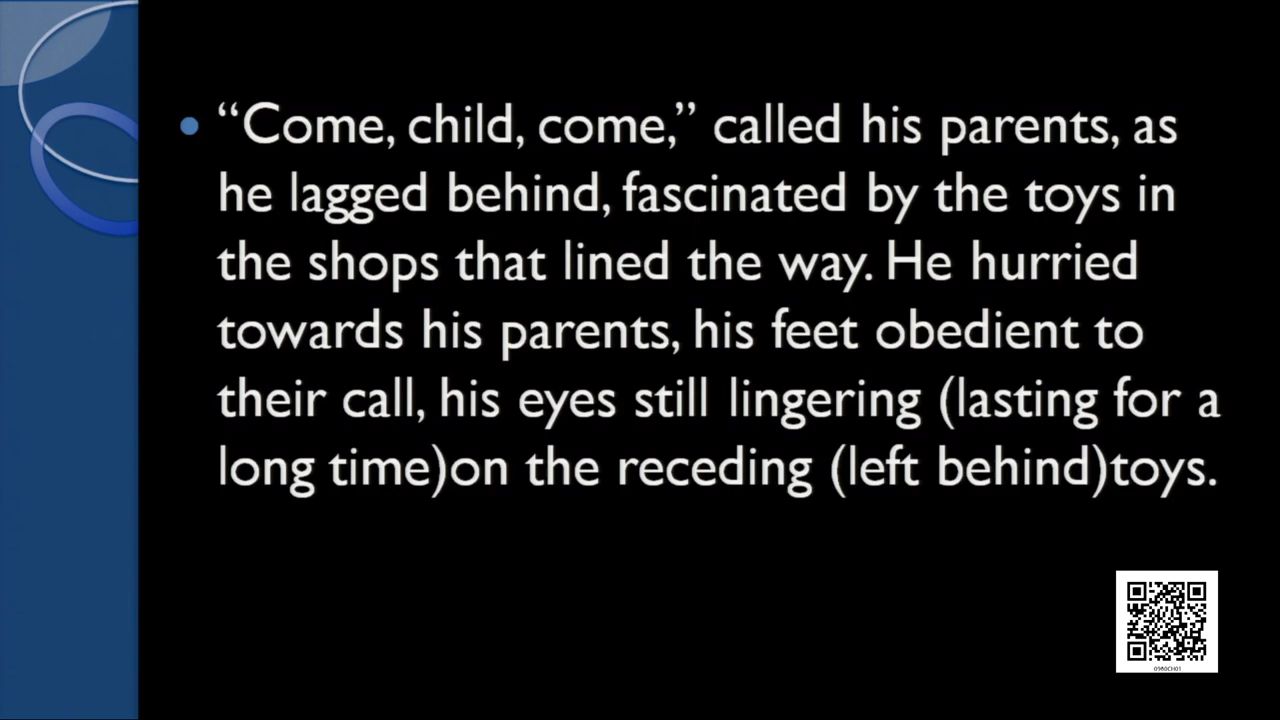 “Come, child, come,” called his parents, as
he lagged behind, fascinated by the toys in
the shops that lined the way. He hurried
towards his parents, his feet obedient to
their call, his eyes still lingering (lasting for a
long time)on the receding (left behind)toys.
0960CH01